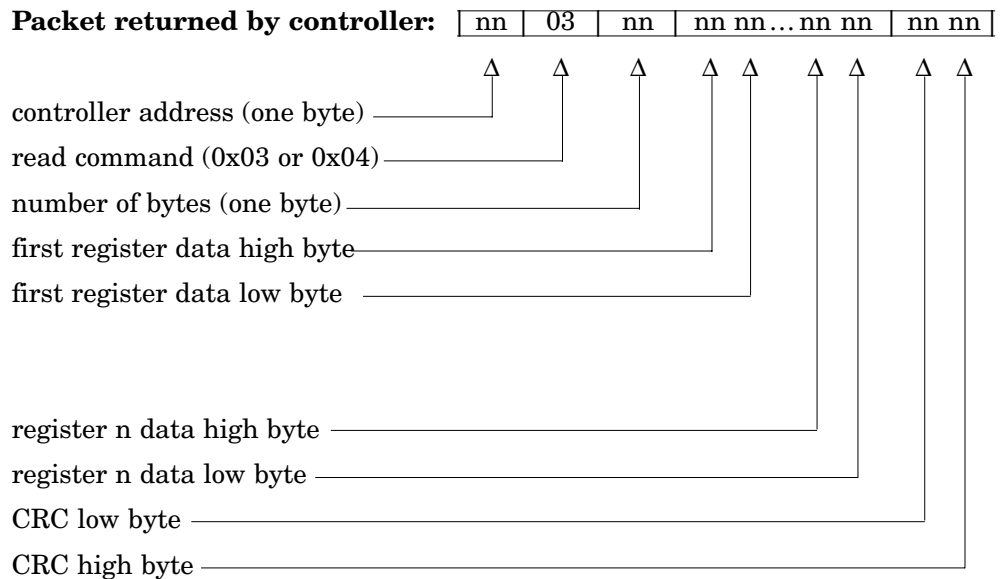 Packet returned by controller: nn 03 nn nn nn...nn nn nn nn
Δ Δ Δ Δ Δ Δ Δ Δ Δ
controller address (one byte)
read command (0x03 or 0x04)
number of bytes (one byte)
first register data high byte
first register data low byte
register n data high byte
register n data low byte
CRC low byte
CRC high byte